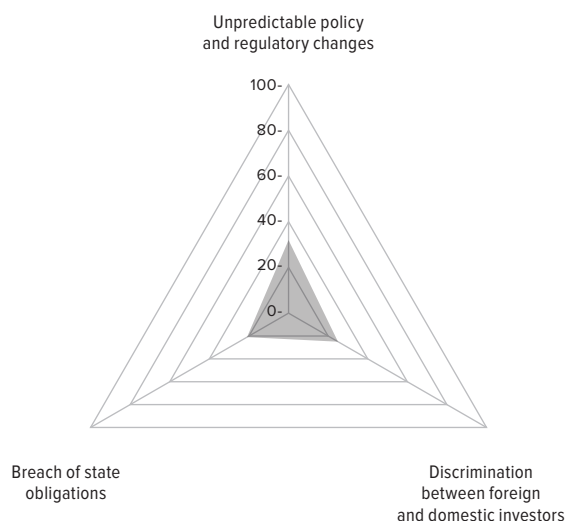 Unpredictable policy
and regulatory changes
100-
80-
60-
40-
20-
0-
Breach of state
obligations
Discrimination
between foreign
and domestic investors